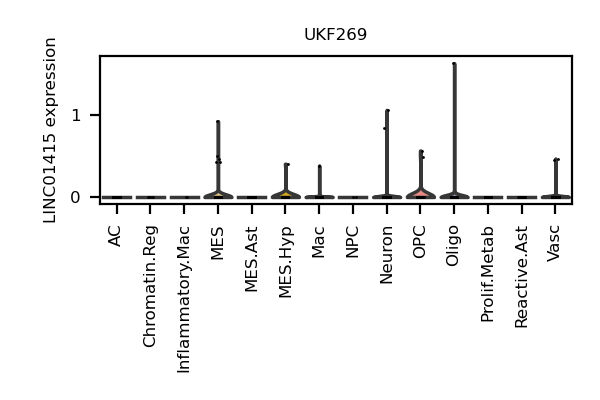 UKF269
LINC01415 expression
1
0
AC
Chromatin.Reg
Inflammatory.Mac
MES
MES.Ast
MES.Hyp
Mac
NPC
Neuron
OPC
Oligo
Prolif.Metab
Reactive.Ast
Vasc